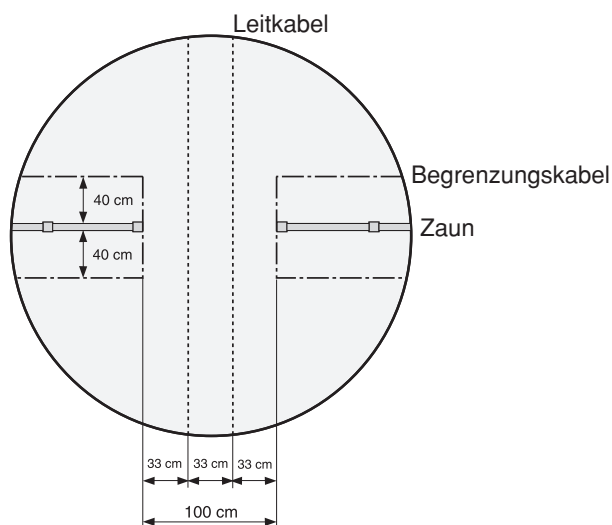 Leitkabel
Begrenzungskabel
40 cm
Zaun
40 cm
33 cm 33 cm 33 cm
100 cm